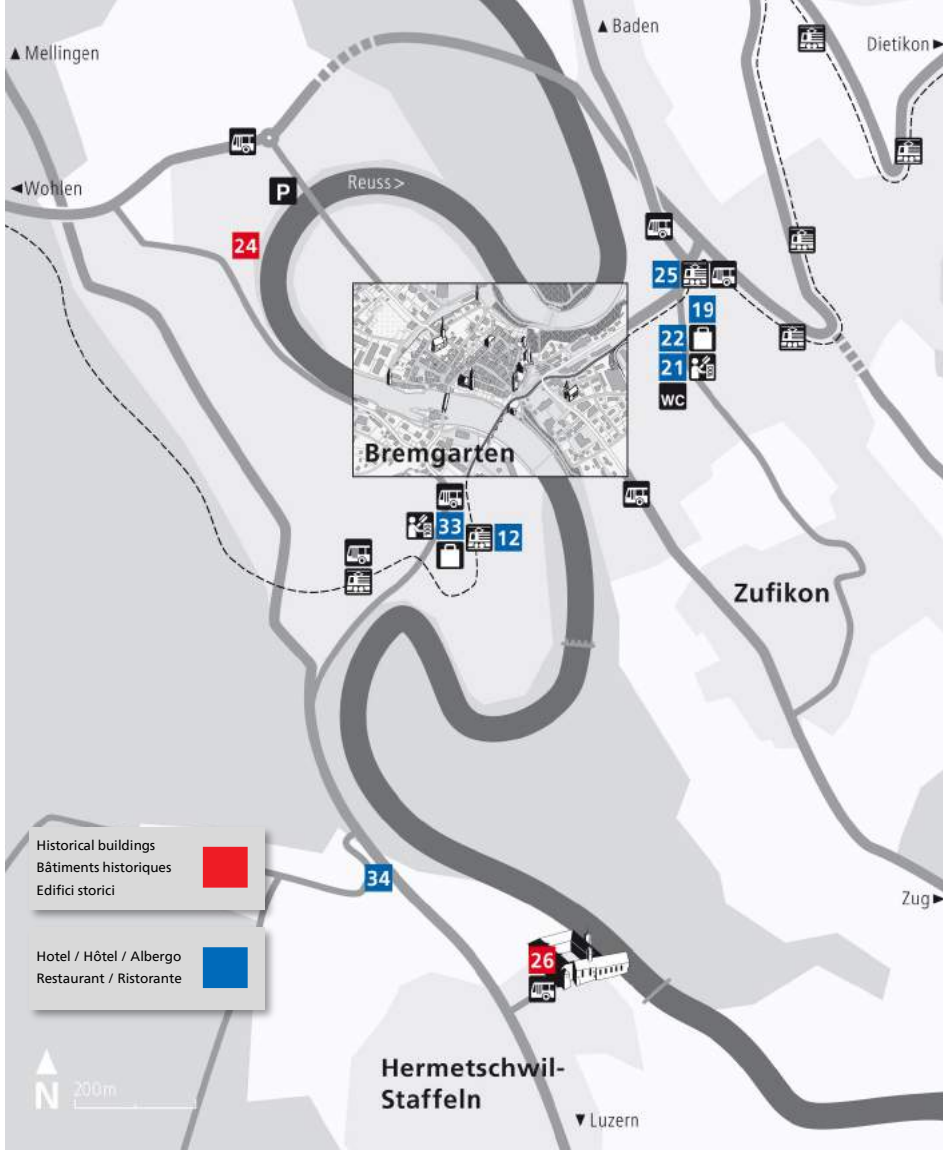 ▲ Baden
▲ Mellingen
Dietikon ►
◄Wohlen
P
Reuss >
24
25
19
22
21
WC
Bremgarten
33
12
Zufikon
Historical buildings
Bâtiments historiques
Edifici storici
34
Zug ►
Hotel / Hôtel / Albergo
Restaurant / Ristorante
26
N
200m
Hermetschwil-
Staffeln
▼ Luzern